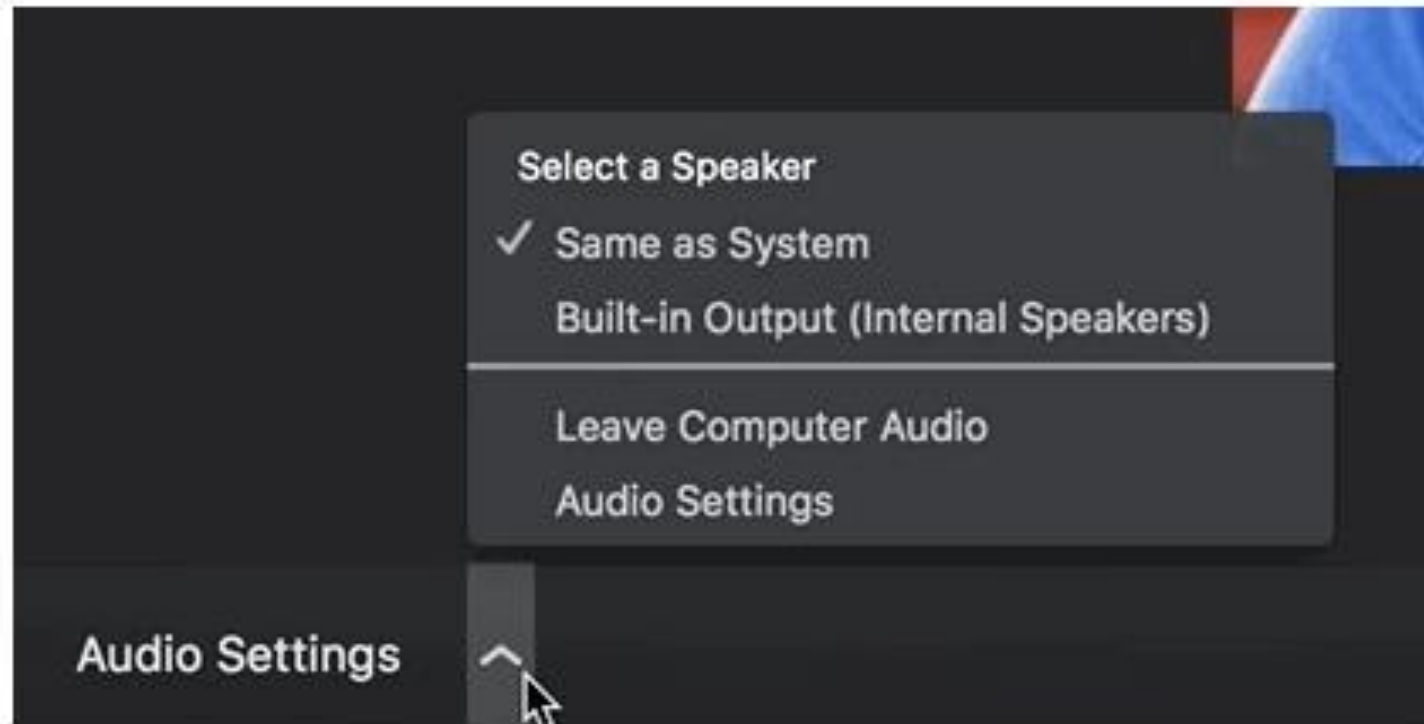 Select a Speaker
Same as System
Built-in Output (Internal Speakers)
Leave Computer Audio
Audio Settings
Audio Settings